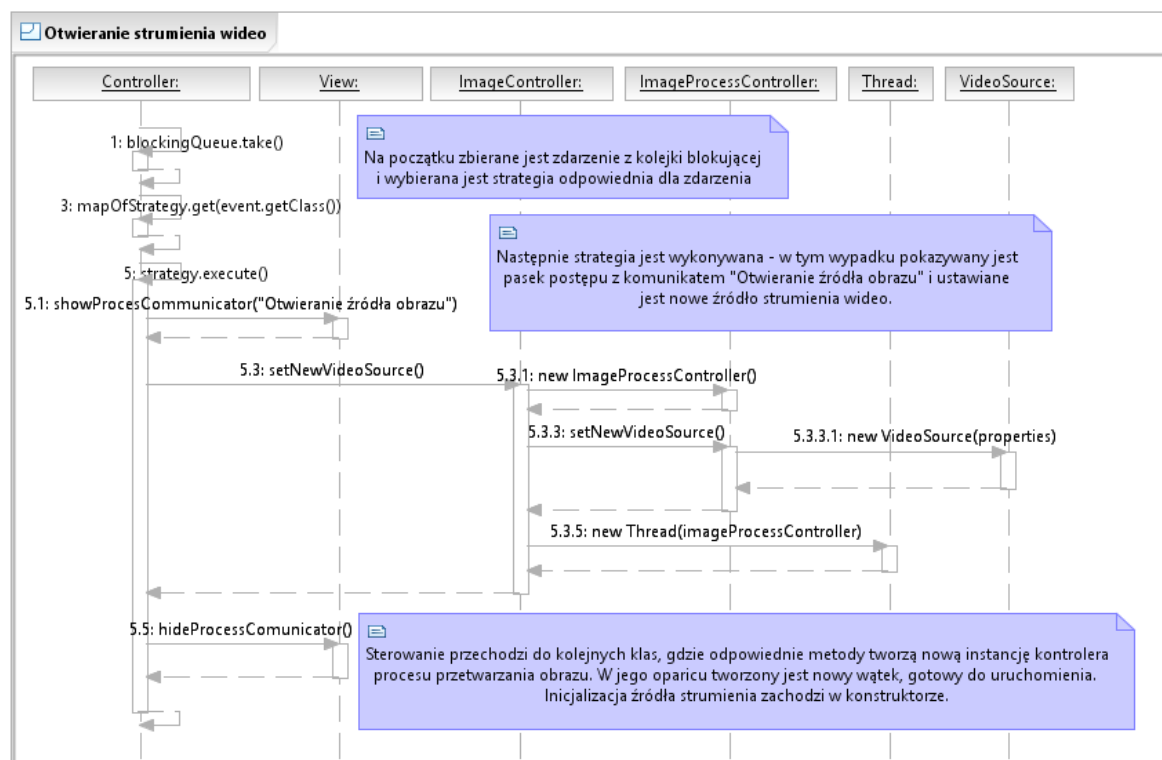 Otwieranie strumienia wideo
Controller:
View:
ImageController:
ImageProcessController:
Thread:
VideoSource:
1: blockingQueue.take()
Na początku zbierane jest zdarzenie z kolejki blokującej
i wybierana jest strategia odpowiednia dla zdarzenia
3: mapOfStrategy.get(event.getClass())
Następnie strategia jest wykonywana - w tym wypadku pokazywany jest
pasek postępu z komunikatem "Otwieranie źródła obrazu" i ustawiane
jest nowe źródło strumienia wideo.
5: strategy.execute()
5.1: showProcesCommunicator("Otwieranie źródła obrazu")
5.3: setNewVideoSource()
5.3.1: new ImageProcessController()
5.3.3: setNewVideoSource()
5.3.3.1: new VideoSource(properties)
5.3.5: new Thread(imageProcessController)
5.5: hideProcessComunicator()
Sterowanie przechodzi do kolejnych klas, gdzie odpowiednie metody tworzą nową instancję kontrolera
procesu przetwarzania obrazu. W jego oparicu tworzony jest nowy wątek, gotowy do uruchomienia.
Inicjalizacja źródła strumienia zachodzi w konstruktorze.